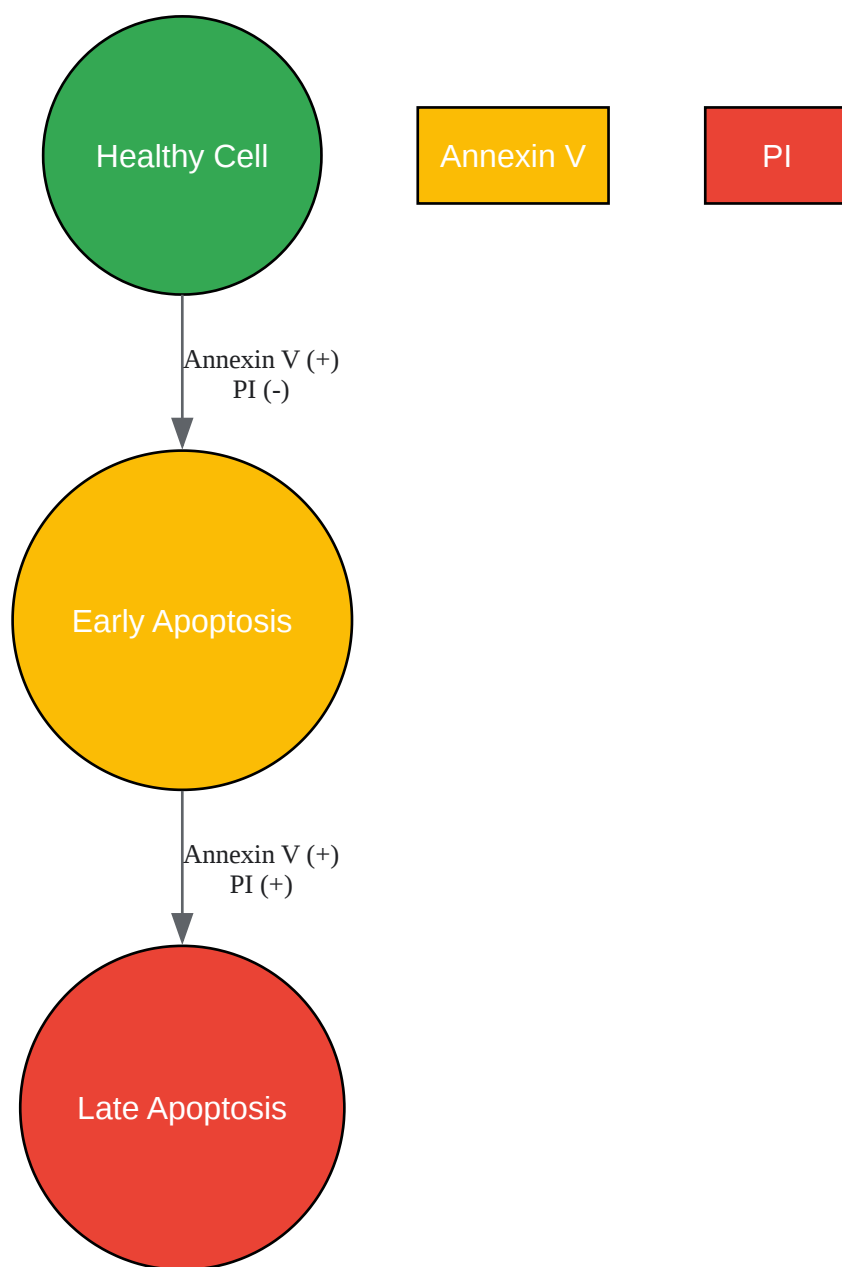 Healthy Cell
Annexin V
PI
Annexin V (+)
PI (-)
Early Apoptosis
Annexin V (+)
PI (+)
Late Apoptosis